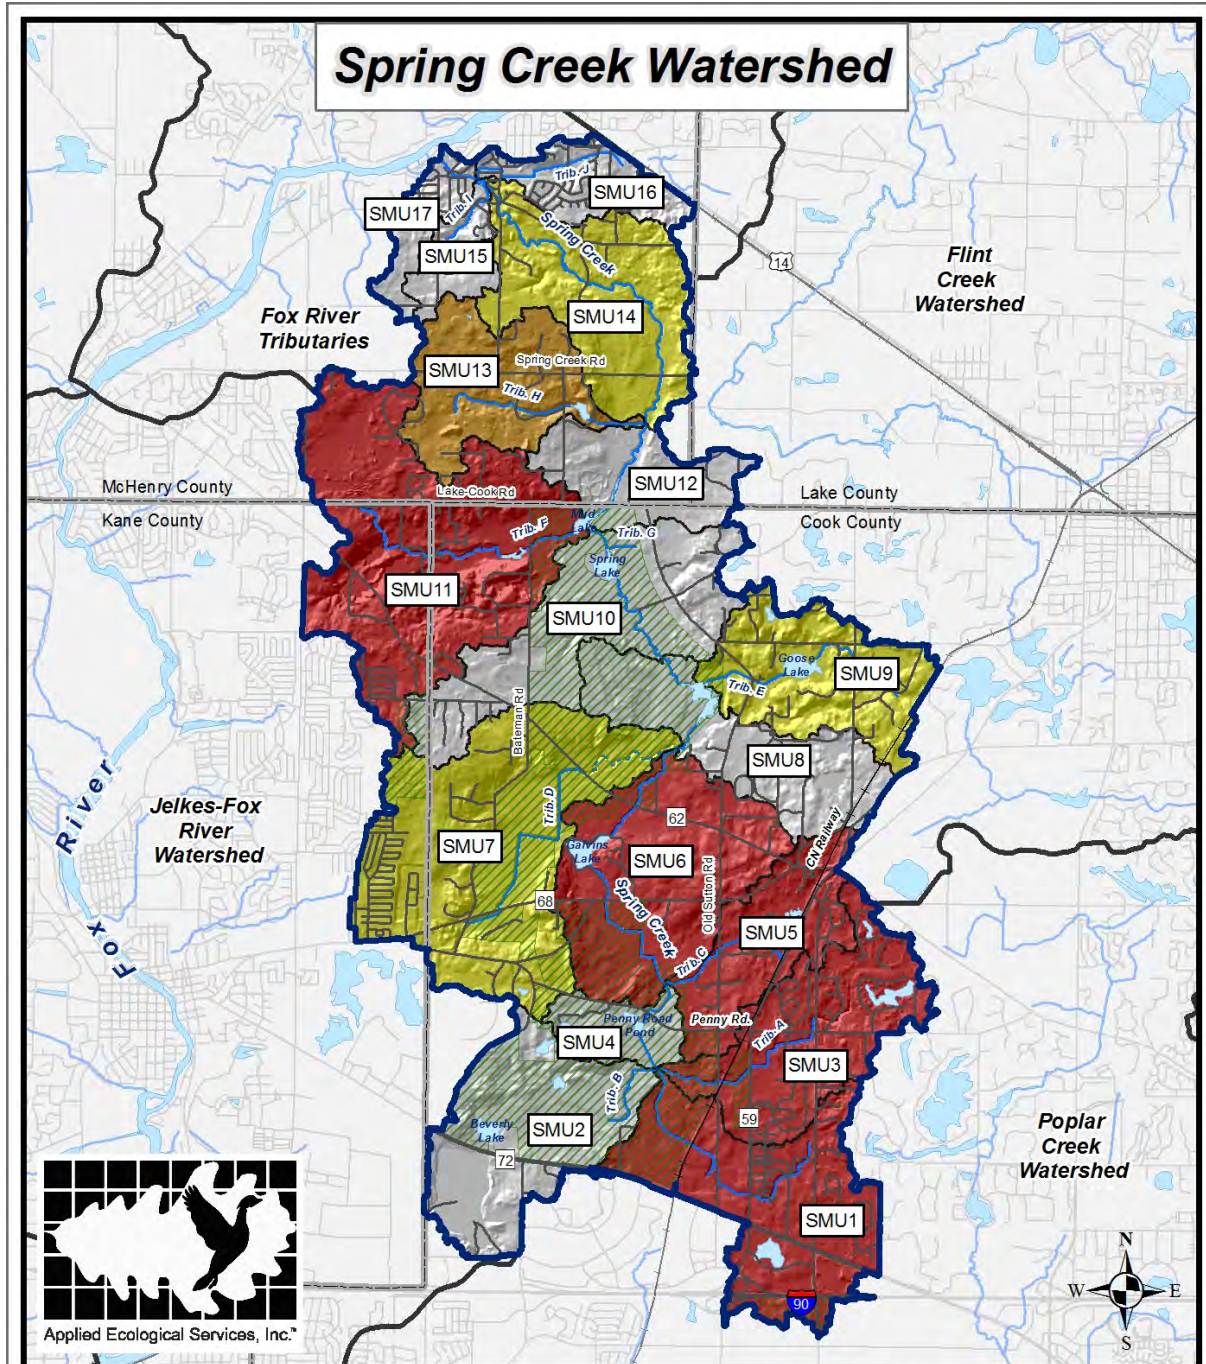 Spring Creek Watershed
Trib. J
SMU16
SMU17
Trib. I
Spring Creek
SMU15
14
Flint
Creek
Watershed
Fox River
Tributaries
SMU14
Spring Creek Rd
SMU13
Trib. H
McHenry County
Lake-Cook Rd
SMU12
Lake County
Kane County
Cook County
Mud
Lake
Trib. F
Trib. G
Spring
Lake
SMU11
SMU10
Goose
Lake
SMU9
Trib. E
Bateman Rd
SMU8
Trib. D
Fox River
Jelkes-Fox
River
Watershed
62
CN Railway
SMU7
Galvins
Lake
SMU6
Old Sutton Rd
68
Spring Creek
SMU5
Trib. C
Penny Road
Pond
Penny Rd.
Trib. A
SMU4
SMU3
Trib. B
59
Beverly
Lake
SMU2
Poplar
Creek
Watershed
72
SMU1
N
W
E
S
90
Applied Ecological Services, Inc.™